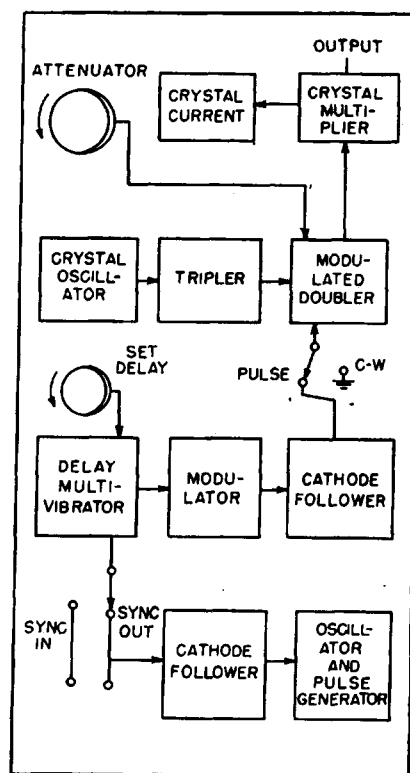 OUTPUT
ATTENUATOR
CRYSTAL
CURRENT
CRYSTAL
MULTI-
PLIER
CRYSTAL
OSCILL-
ATOR
TRIPLER
MODU-
LATED
DOUBLER
SET
DELAY
PULSE
C-W
DELAY
MULTI-
VIBRATOR
MODU-
LATOR
CATHODE
FOLLOWER
SYNC
IN
SYNC
OUT
CATHODE
FOLLOWER
OSCILL-
ATOR
AND
PULSE
GENERATOR